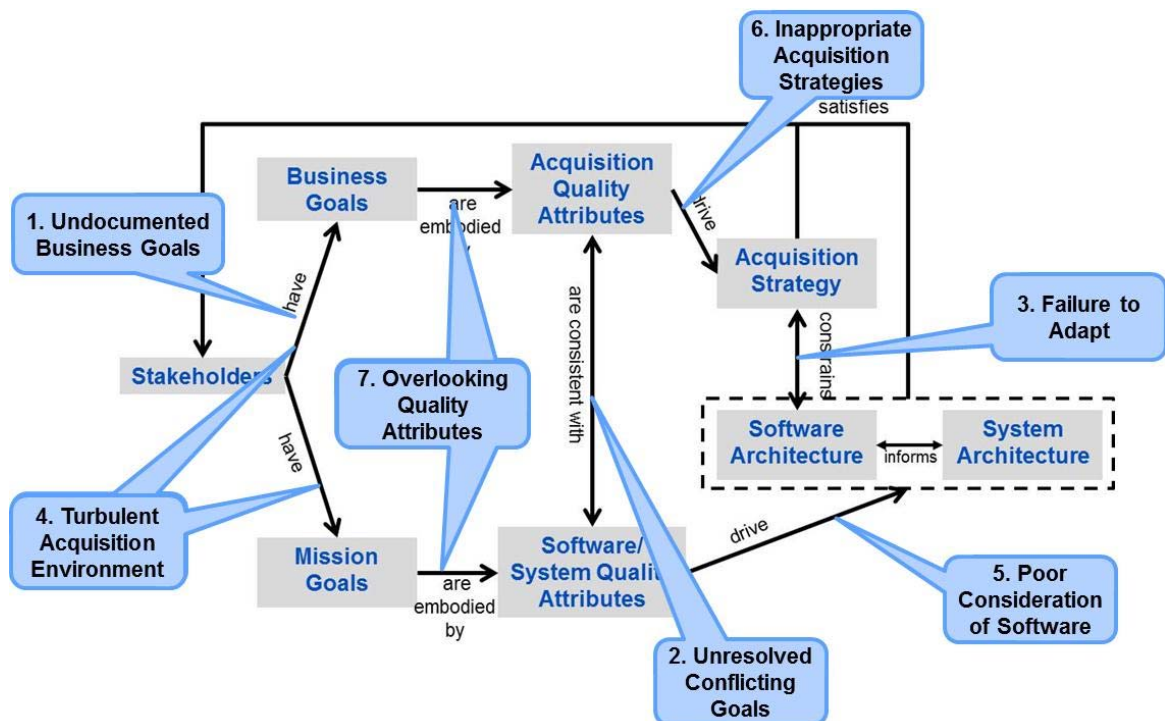 6. Inappropriate
Acquisition
Strategies
satisfies
Business
Goals
are
embodied
Acquisition
Quality
Attributes
drive
1. Undocumented
Business Goals
have
Acquisition
Strategy
3. Failure to
Adapt
constrains
Stakeholders
7. Overlooking
Quality
Attributes
are consistent with
have
Software
Architecture
informs
System
Architecture
4. Turbulent
Acquisition
Environment
Mission
Goals
are
embodied
by
Software/
System Quality
Attributes
drive
5. Poor
Consideration
of Software
2. Unresolved
Conflicting
Goals